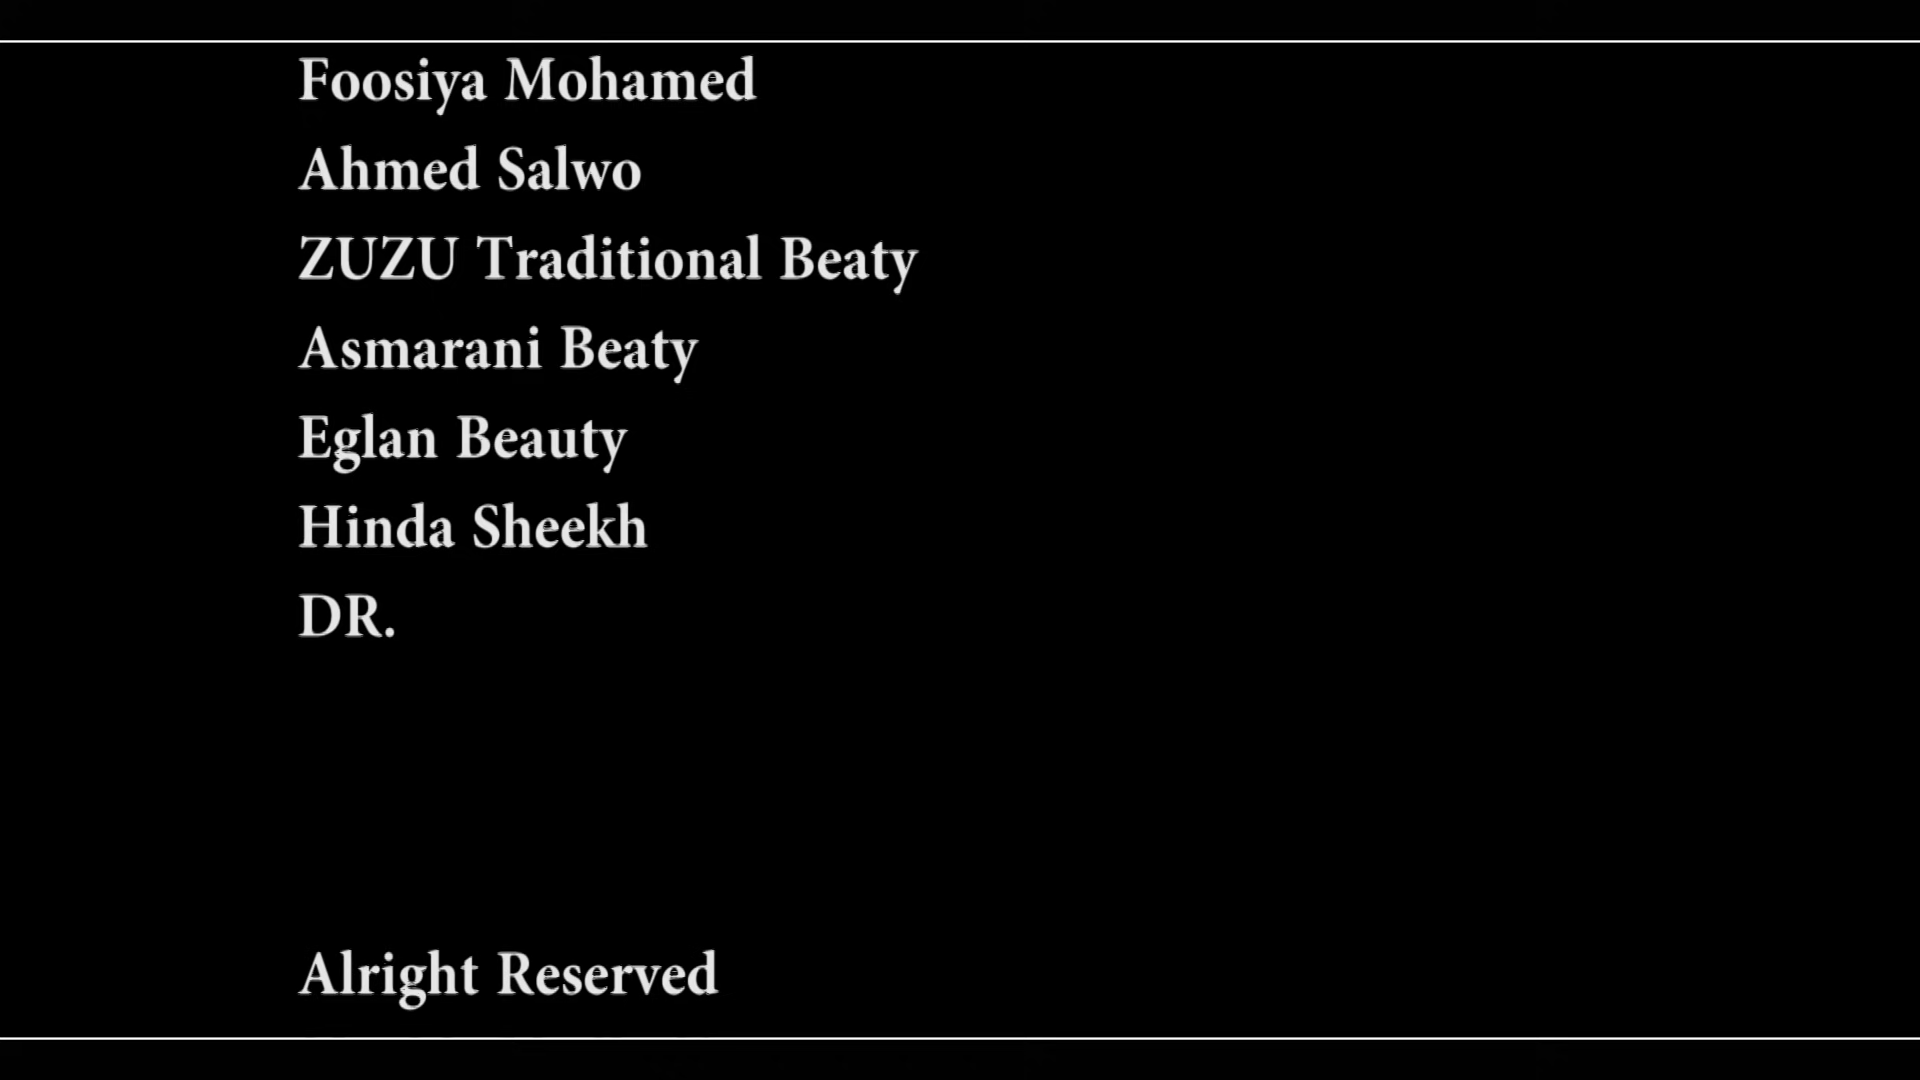 Foosiya Mohamed
Ahmed Salwo
ZUZU Traditional Beaty
Asmarani Beaty
Eglan Beauty
Hinda Sheekh
DR.
Alright Reserved